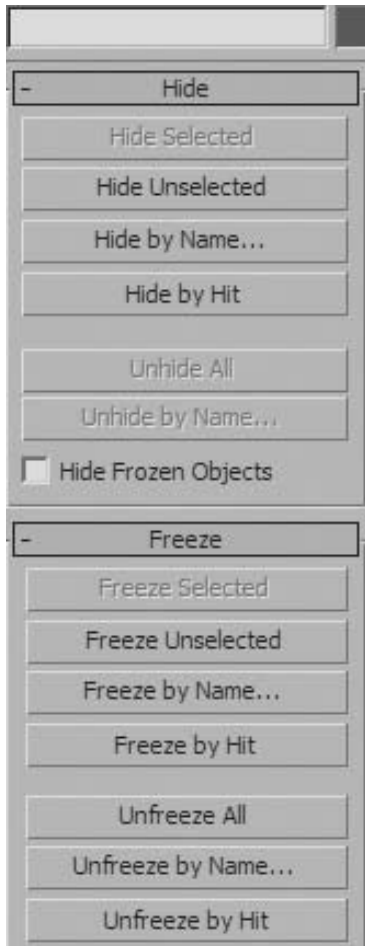 - Hide
Hide Selected
Hide Unselected
Hide by Name...
Hide by Hit
Unhide All
Unhide by Name...
Hide Frozen Objects
- Freeze
Freeze Selected
Freeze Unselected
Freeze by Name...
Freeze by Hit
Unfreeze All
Unfreeze by Name...
Unfreeze by Hit